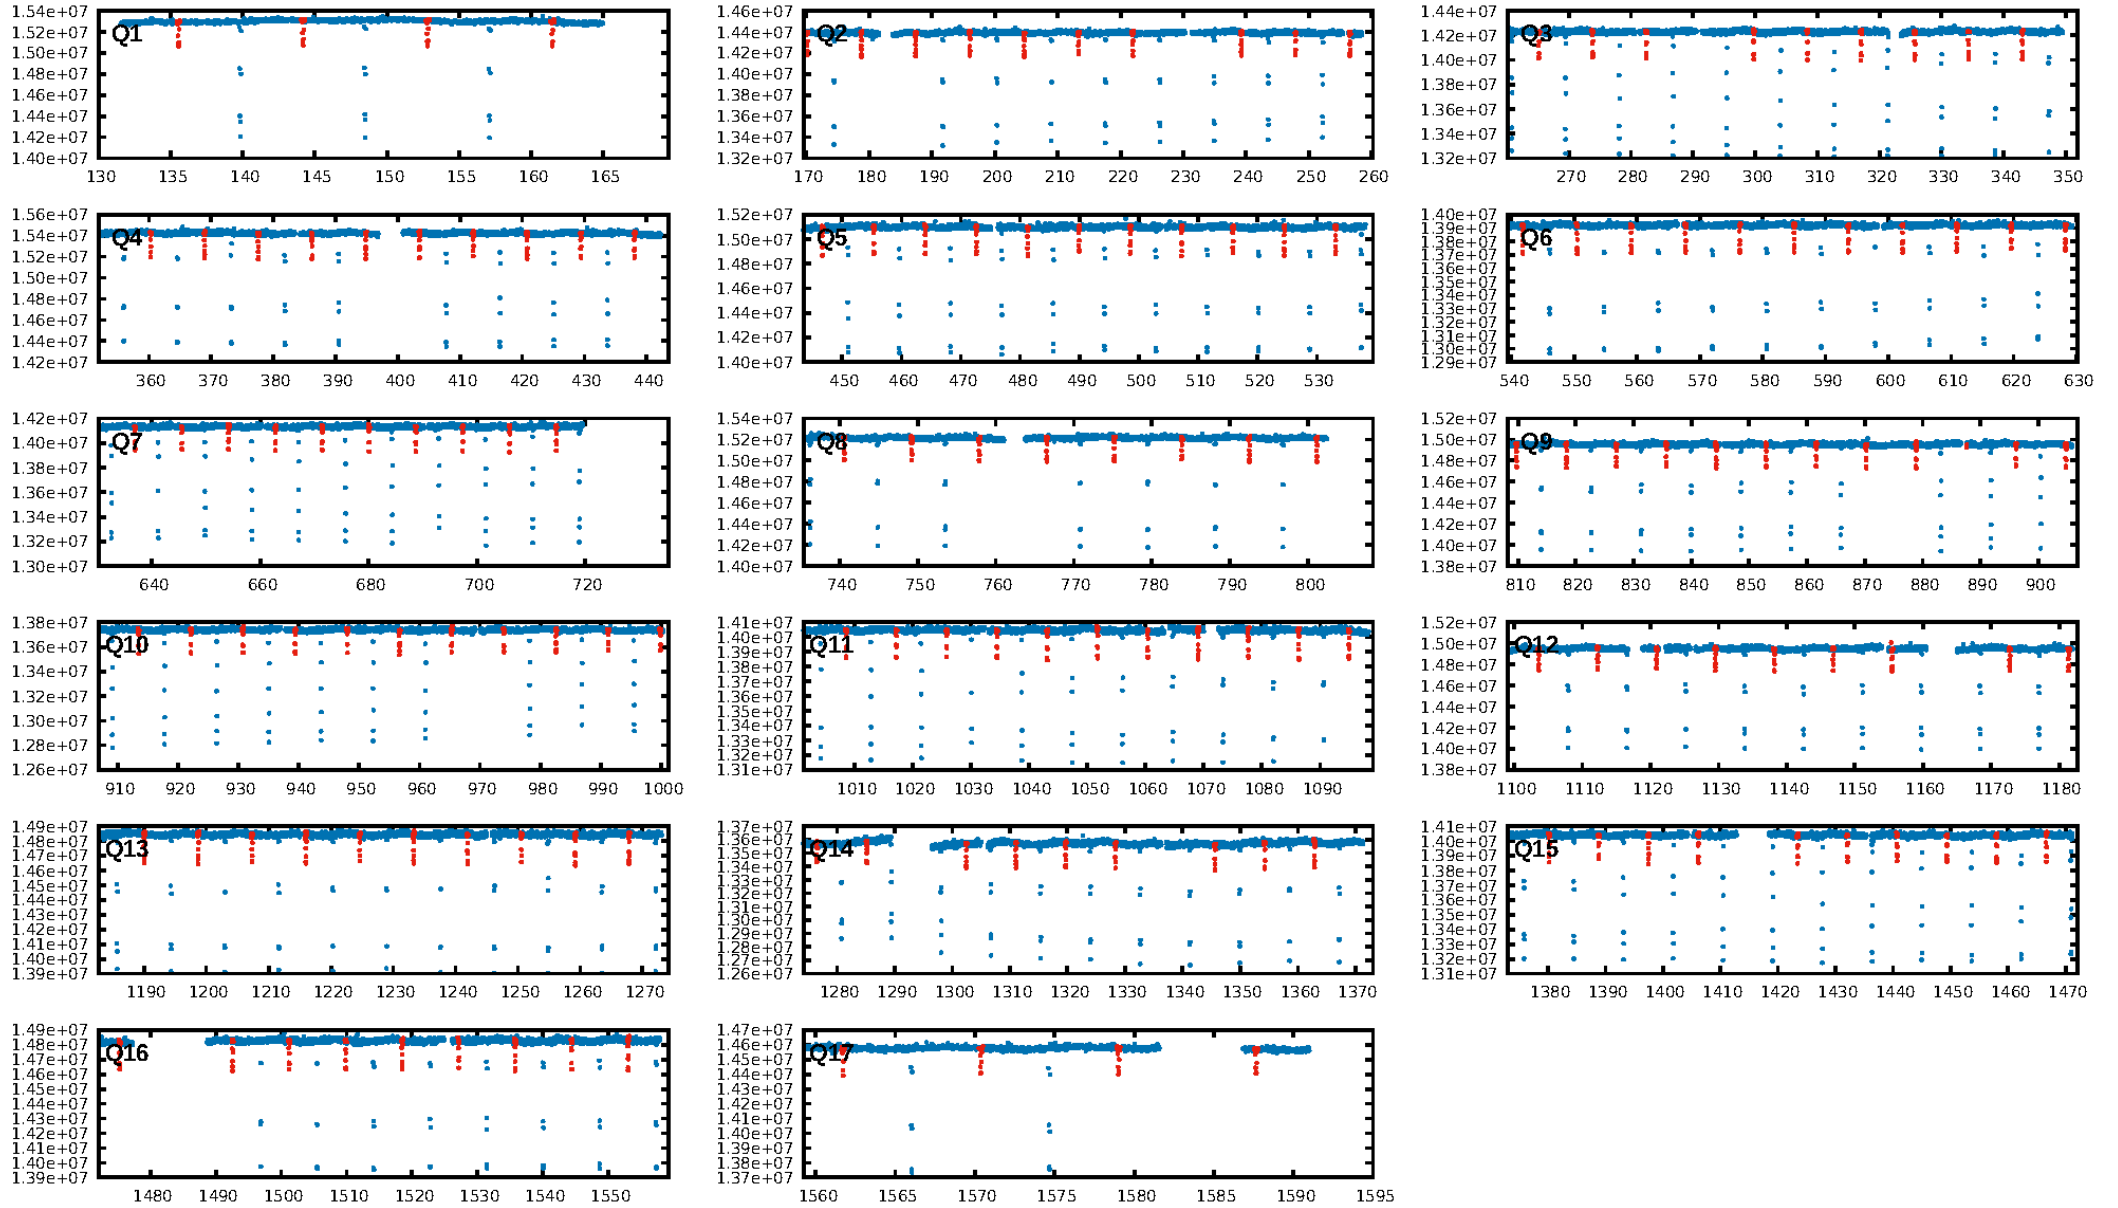 1.54e+07 1.52e+07 1.50e+07 1.48e+07 1.46e+07 1.44e+07 1.42e+07 1.40e+07
Q1
130 135 140 145 150 155 160 165
1.46e+07 1.44e+07 1.42e+07 1.40e+07 1.38e+07 1.36e+07 1.34e+07 1.32e+07
Q2
170 180 190 200 210 220 230 240 250 260
1.44e+07 1.42e+07 1.40e+07 1.38e+07 1.36e+07 1.34e+07 1.32e+07
Q3
270 280 290 300 310 320 330 340 350
1.56e+07 1.54e+07 1.52e+07 1.50e+07 1.48e+07 1.46e+07 1.44e+07 1.42e+07
Q4
360 370 380 390 400 410 420 430 440
1.52e+07 1.50e+07 1.48e+07 1.46e+07 1.44e+07 1.42e+07 1.40e+07
Q5
450 460 470 480 490 500 510 520 530
1.40e+07 1.39e+07 1.38e+07 1.37e+07 1.36e+07 1.35e+07 1.34e+07 1.33e+07 1.32e+07 1.31e+07 1.30e+07 1.29e+07
Q6
540 550 560 570 580 590 600 610 620 630
1.42e+07 1.40e+07 1.38e+07 1.36e+07 1.34e+07 1.32e+07 1.30e+07
Q7
640 660 680 700 720
1.54e+07 1.52e+07 1.50e+07 1.48e+07 1.46e+07 1.44e+07 1.42e+07 1.40e+07
Q8
740 750 760 770 780 790 800
1.52e+07 1.50e+07 1.48e+07 1.46e+07 1.44e+07 1.42e+07 1.40e+07 1.38e+07
Q9
810 820 830 840 850 860 870 880 890 900
1.38e+07 1.36e+07 1.34e+07 1.32e+07 1.30e+07 1.28e+07 1.26e+07
Q10
910 920 930 940 950 960 970 980 990 1000
1.41e+07 1.40e+07 1.39e+07 1.38e+07 1.37e+07 1.36e+07 1.35e+07 1.34e+07 1.33e+07 1.32e+07 1.31e+07
Q11
1010 1020 1030 1040 1050 1060 1070 1080 1090
1.52e+07 1.50e+07 1.48e+07 1.46e+07 1.44e+07 1.42e+07 1.40e+07 1.38e+07
Q12
1100 1110 1120 1130 1140 1150 1160 1170 1180
1.49e+07 1.48e+07 1.47e+07 1.46e+07 1.45e+07 1.44e+07 1.43e+07 1.42e+07 1.41e+07 1.40e+07 1.39e+07
Q13
1190 1200 1210 1220 1230 1240 1250 1260 1270
1.37e+07 1.36e+07 1.35e+07 1.34e+07 1.33e+07 1.32e+07 1.31e+07 1.30e+07 1.29e+07 1.28e+07 1.27e+07 1.26e+07
Q14
1280 1290 1300 1310 1320 1330 1340 1350 1360 1370
1.41e+07 1.40e+07 1.39e+07 1.38e+07 1.37e+07 1.36e+07 1.35e+07 1.34e+07 1.33e+07 1.32e+07 1.31e+07
Q15
1380 1390 1400 1410 1420 1430 1440 1450 1460 1470
1.49e+07 1.48e+07 1.47e+07 1.46e+07 1.45e+07 1.44e+07 1.43e+07 1.42e+07 1.41e+07 1.40e+07 1.39e+07
Q16
1480 1490 1500 1510 1520 1530 1540 1550
1.47e+07 1.46e+07 1.45e+07 1.44e+07 1.43e+07 1.42e+07 1.41e+07 1.40e+07 1.39e+07 1.38e+07 1.37e+07
Q17
1560 1565 1570 1575 1580 1585 1590 1595